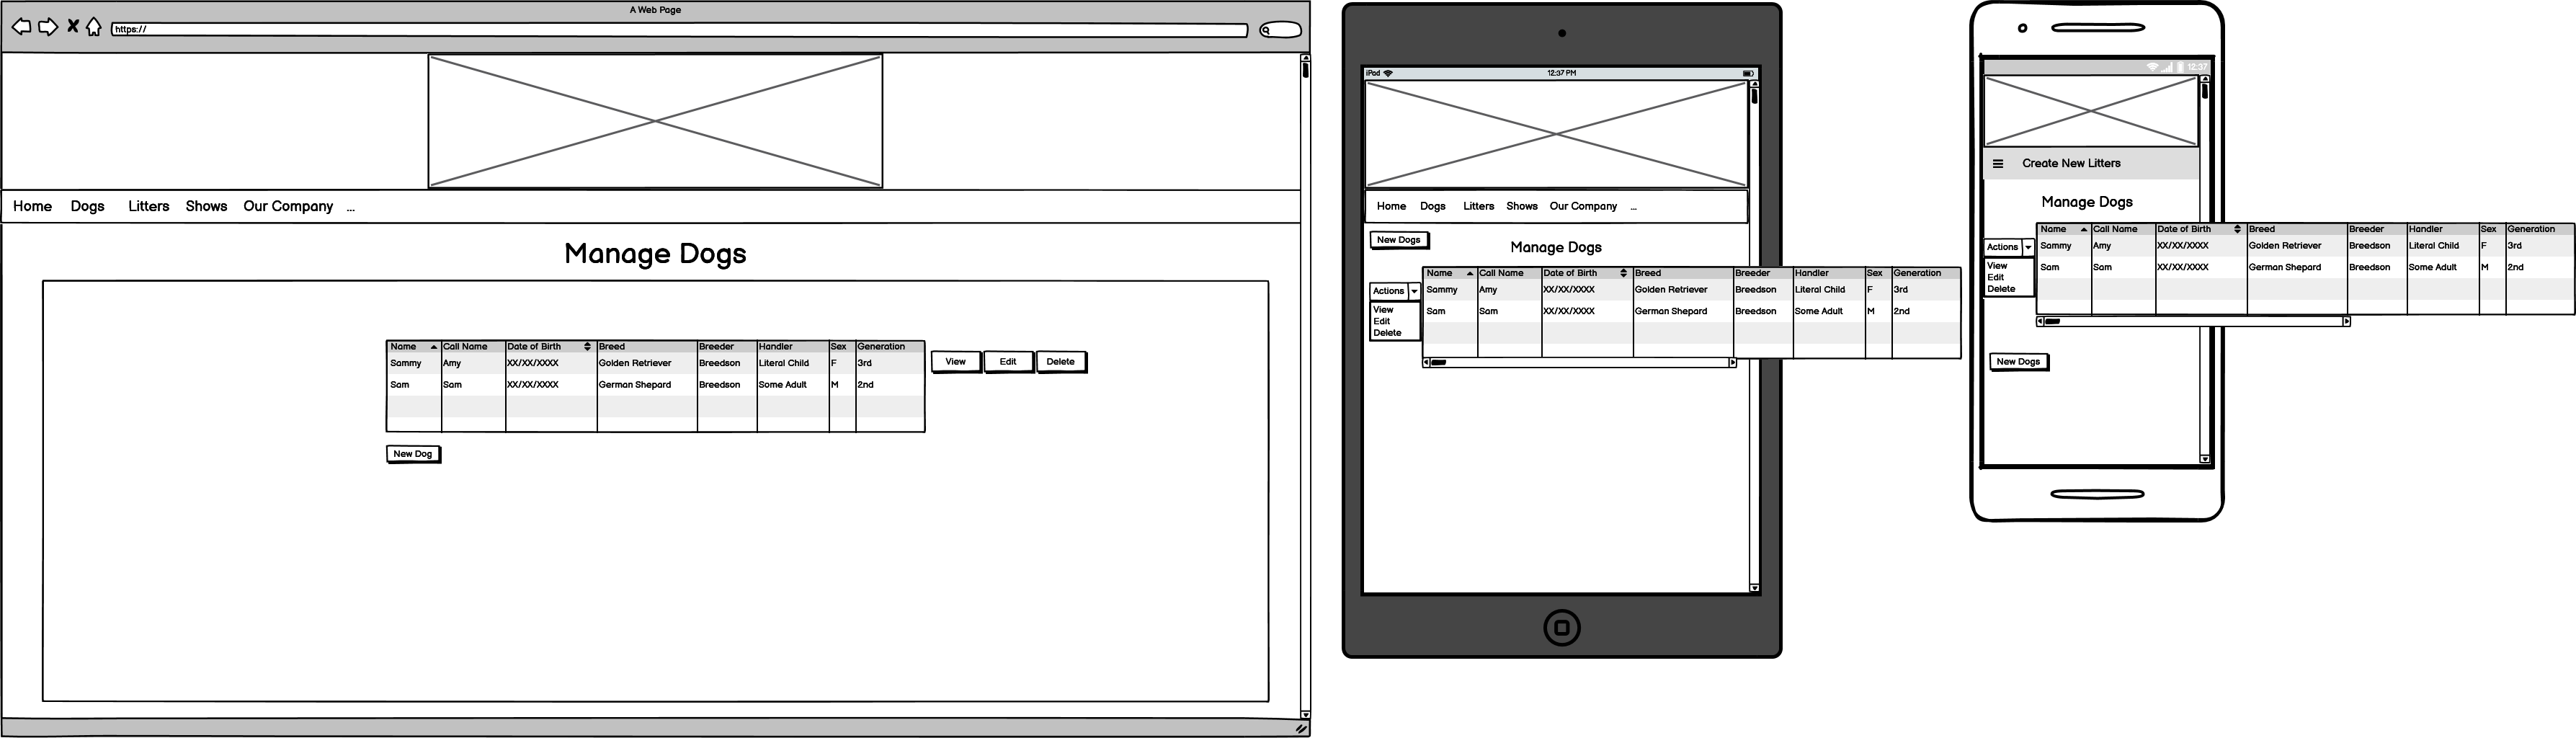 A Web Page
https://
Home Dogs Litters Shows Our Company ...
Manage Dogs
Name Call Name Date of Birth Breed Breeder Handler Sex Generation
Sammy Amy XX/XX/XXXX Golden Retriever Breedson Literal Child F 3rd
View Edit Delete
Sam Sam XX/XX/XXXX German Shepard Breedson Some Adult M 2nd
New Dog
iPad 12:37 PM
Home Dogs Litters Shows Our Company ...
New Dogs
Manage Dogs
Name Call Name Date of Birth Breed Breeder Handler Sex Generation
Actions Sammy Amy XX/XX/XXXX Golden Retriever Breedson Literal Child F 3rd
View Sam Sam XX/XX/XXXX German Shepard Breedson Some Adult M 2nd
Edit
Delete
12:37
Create New Litters
Manage Dogs
Name Call Name Date of Birth Breed Breeder Handler Sex Generation
Actions Sammy Amy XX/XX/XXXX Golden Retriever Breedson Literal Child F 3rd
View Sam Sam XX/XX/XXXX German Shepard Breedson Some Adult M 2nd
Edit
Delete
New Dogs